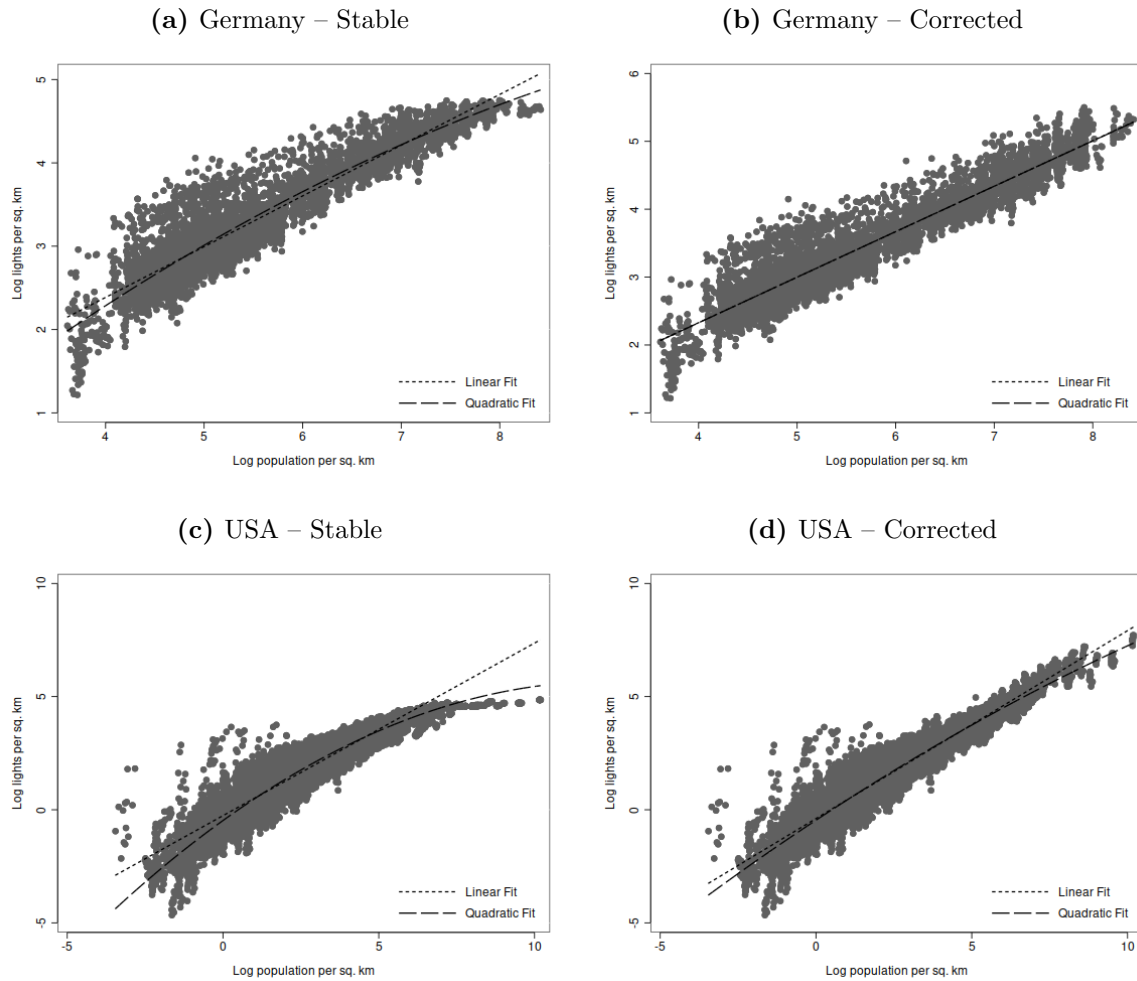 (a) Germany – Stable
Log lights per sq. km
5
4
3
2
1
4 5 6 7 8
Log population per sq. km
Linear Fit
Quadratic Fit
(b) Germany – Corrected
Log lights per sq. km
6
5
4
3
2
1
4 5 6 7 8
Log population per sq. km
Linear Fit
Quadratic Fit
(c) USA – Stable
Log lights per sq. km
10
5
0
-5
-5 0 5 10
Log population per sq. km
Linear Fit
Quadratic Fit
(d) USA – Corrected
Log lights per sq. km
10
5
0
-5
-5 0 5 10
Log population per sq. km
Linear Fit
Quadratic Fit